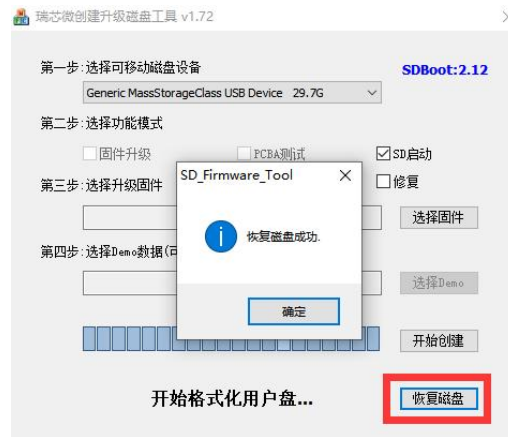 瑞芯微创建升级磁盘工具 v1.72
第一步:选择可移动磁盘设备
SDBoot:2.12
Generic MassStorageClass USB Device 29.7G
第二步:选择功能模式
固件升级
PCBA测试
SD启动
SD_Firmware_Tool
修复
第三步:选择升级固件
恢复磁盘成功.
选择固件
第四步:选择Demo数据(可
选择Demo
确定
开始创建
开始格式化用户盘...
恢复磁盘